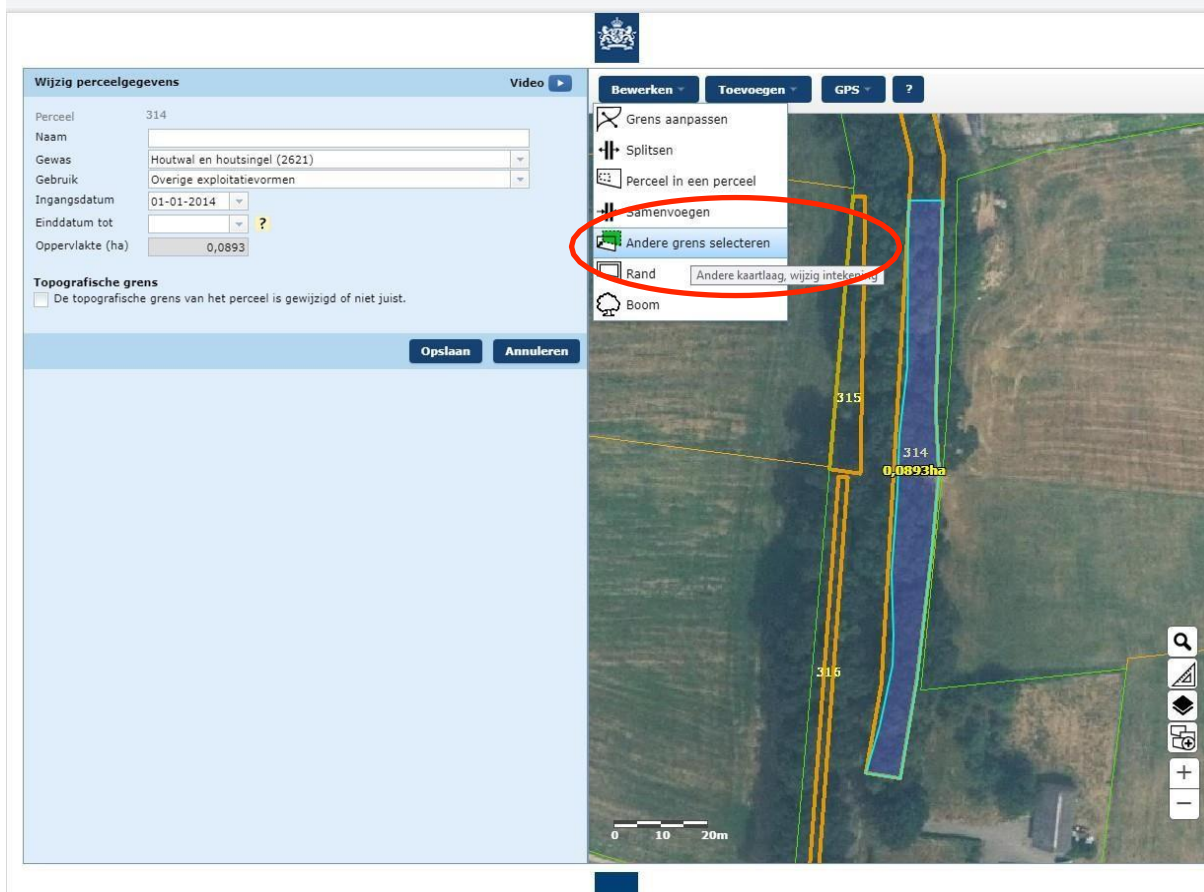 Wijzig perceelgegevens
Video
Perceel 314
Naam
Gewas Houtwal en houtsingel (2621)
Gebruik Overige exploitatievormen
Ingangsdatum 01-01-2014
Einddatum tot ?
Oppervlakte (ha) 0,0893
Topografische grens
De topografische grens van het perceel is gewijzigd of niet juist.
Opslaan Annuleren
Bewerken Toevoegen GPS ?
Grens aanpassen
Splitsen
Perceel in een perceel
Samenvoegen
Andere grens selecteren
Rand
Andere kaartlaag, wijzig intekening
Boom
315
314
0,0893ha
316
0 10 20m